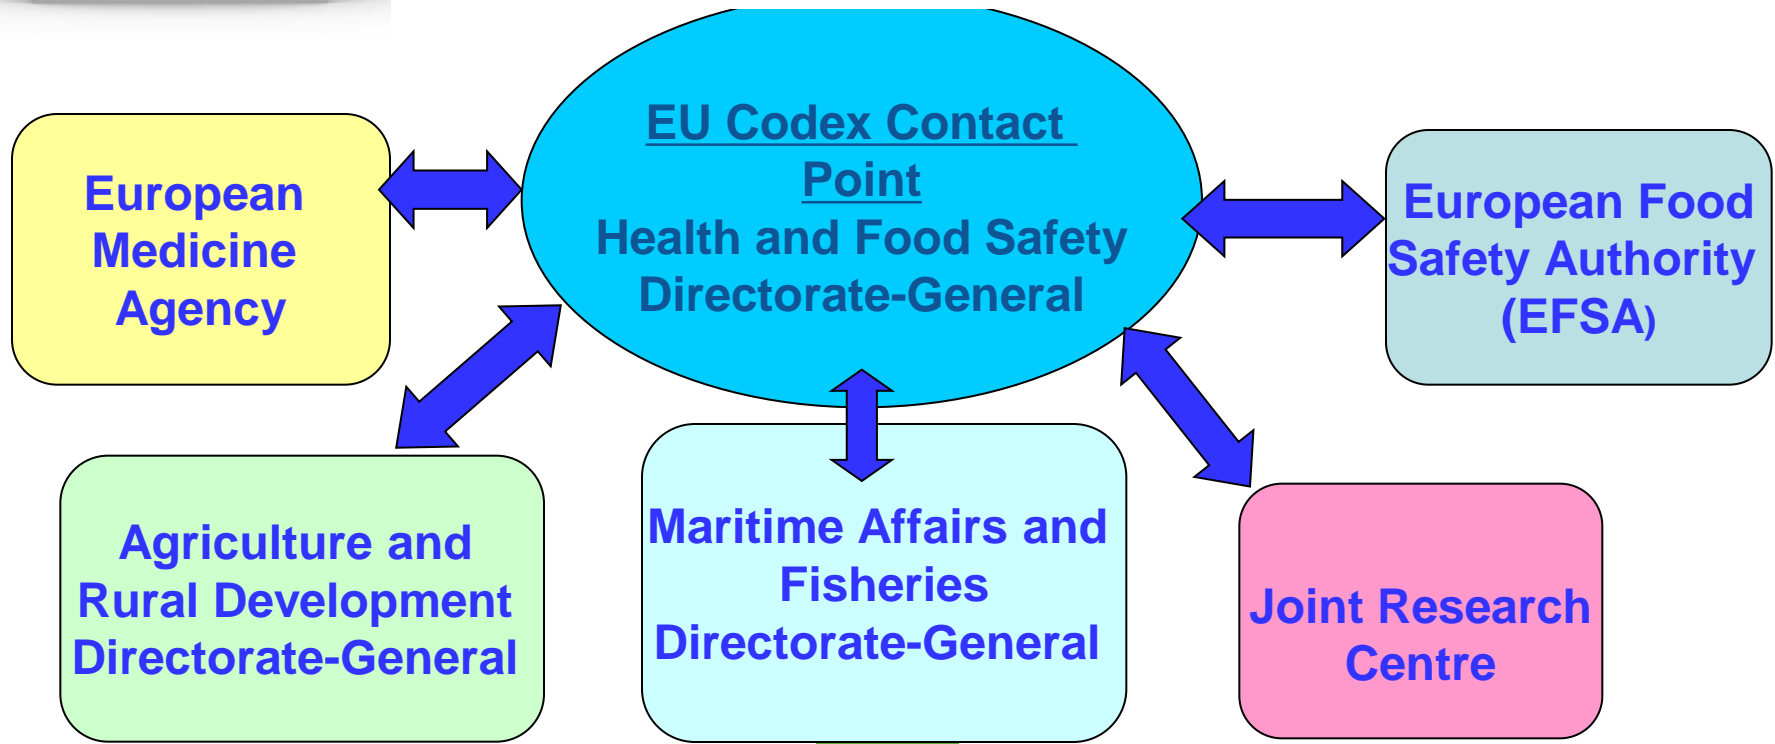 EU Codex Contact
Point
Health and Food Safety
Directorate-General
European
Medicine
Agency
European Food
Safety Authority
(EFSA)
Agriculture and
Rural Development
Directorate-General
Maritime Affairs and
Fisheries
Directorate-General
Joint Research
Centre